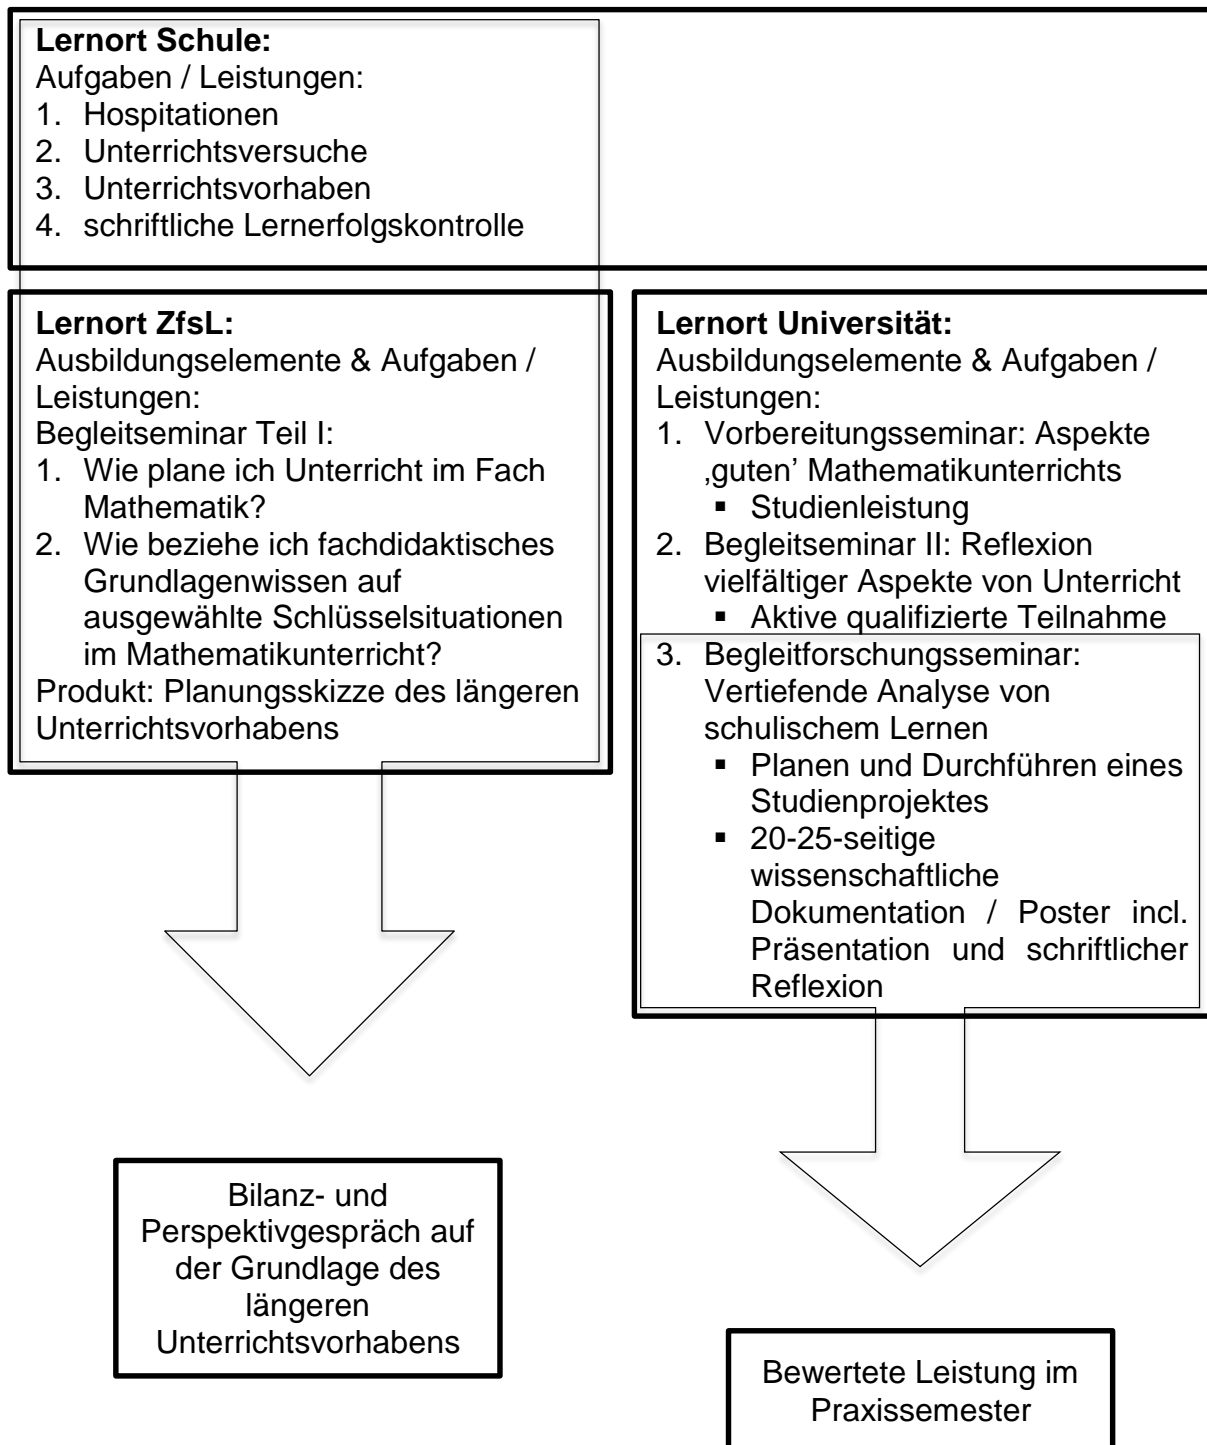 Lernort Schule:
Aufgaben / Leistungen:
1. Hospitationen
2. Unterrichtsversuche
3. Unterrichtsvorhaben
4. schriftliche Lernerfolgskontrolle
Lernort ZfsL:
Ausbildungselemente & Aufgaben /
Leistungen:
Begleitseminar Teil I:
1. Wie plane ich Unterricht im Fach
Mathematik?
2. Wie beziehe ich fachdidaktisches
Grundlagenwissen auf
ausgewählte Schlüsselsituationen
im Mathematikunterricht?
Produkt: Planungsskizze des längeren
Unterrichtsvorhabens
Lernort Universität:
Ausbildungselemente & Aufgaben /
Leistungen:
1. Vorbereitungsseminar: Aspekte
‚guten’ Mathematikunterrichts
▪ Studienleistung
2. Begleitseminar II: Reflexion
vielfältiger Aspekte von Unterricht
▪ Aktive qualifizierte Teilnahme
3. Begleitforschungsseminar:
Vertiefende Analyse von
schulischem Lernen
▪ Planen und Durchführen eines
Studienprojektes
▪ 20-25-seitige
wissenschaftliche
Dokumentation / Poster incl.
Präsentation und schriftlicher
Reflexion
Bilanz- und
Perspektivgespräch auf
der Grundlage des
längeren
Unterrichtsvorhabens
Bewertete Leistung im
Praxissemester